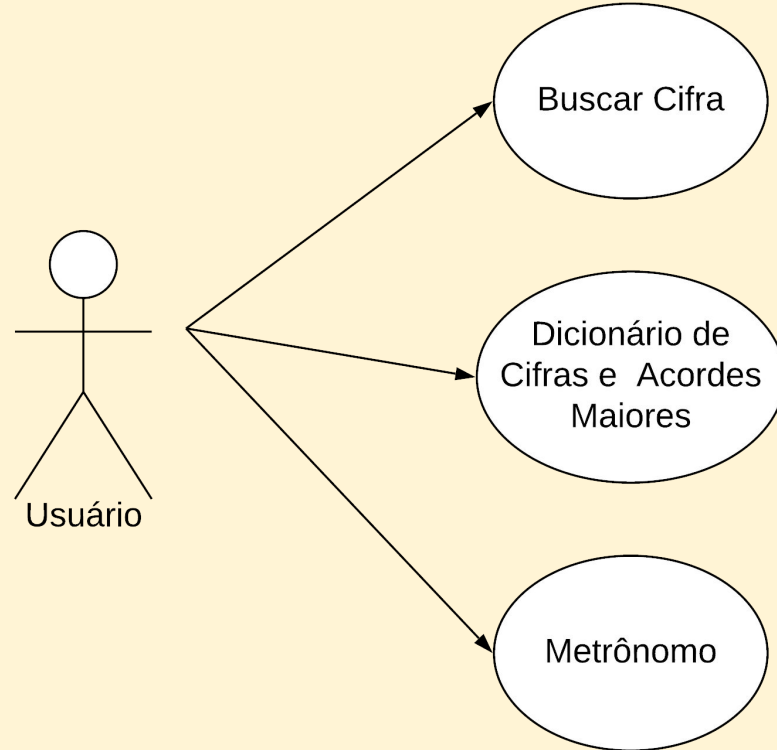 Buscar Cifra
Dicionário de
Cifras e Acordes
Maiores
Usuário
Metrônomo